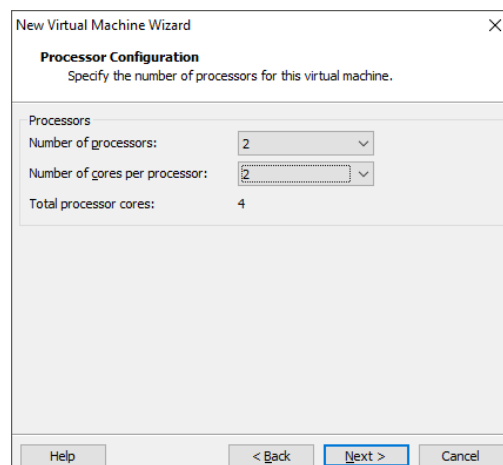 New Virtual Machine Wizard
Processor Configuration
Specify the number of processors for this virtual machine.
Processors
Number of processors: 2
Number of cores per processor: 2
Total processor cores: 4
Help < Back Next > Cancel